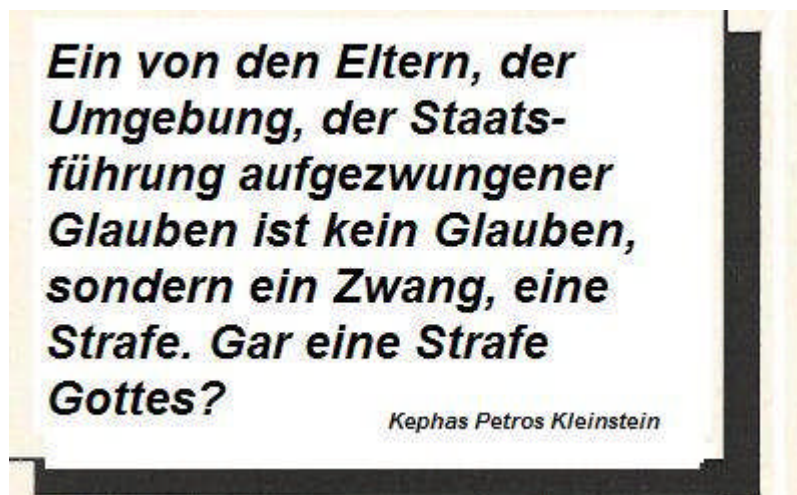 Ein von den Eltern, der
Umgebung, der Staats-
führung aufgezwungener
Glauben ist kein Glauben,
sondern ein Zwang, eine
Strafe. Gar eine Strafe
Gottes?
Kephas Petros Kleinstein